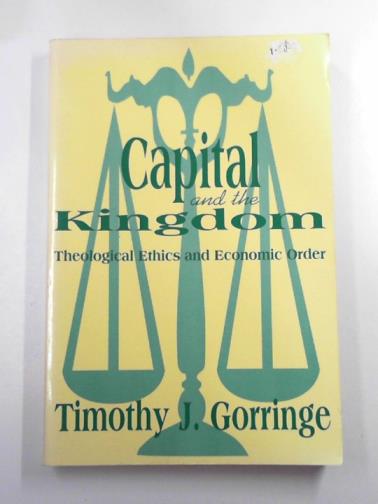 Capital
and the
Kingdom
Theological Ethics and Economic Order
Timothy J. Gorringe